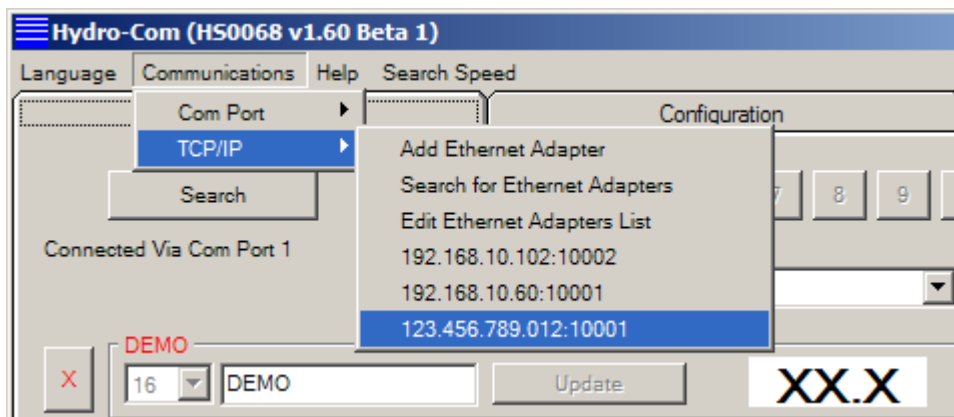 Hydro-Com (HS0068 v1.60 Beta 1)
Language Communications Help Search Speed
Com Port
TCP/IP
Configuration
Add Ethernet Adapter
Search for Ethernet Adapters
Edit Ethernet Adapters List
192.168.10.102:10002
192.168.10.60:10001
123.456.789.012:10001
Search
7 8 9
Connected Via Com Port 1
DEMO
X 16 DEMO Update XX.X